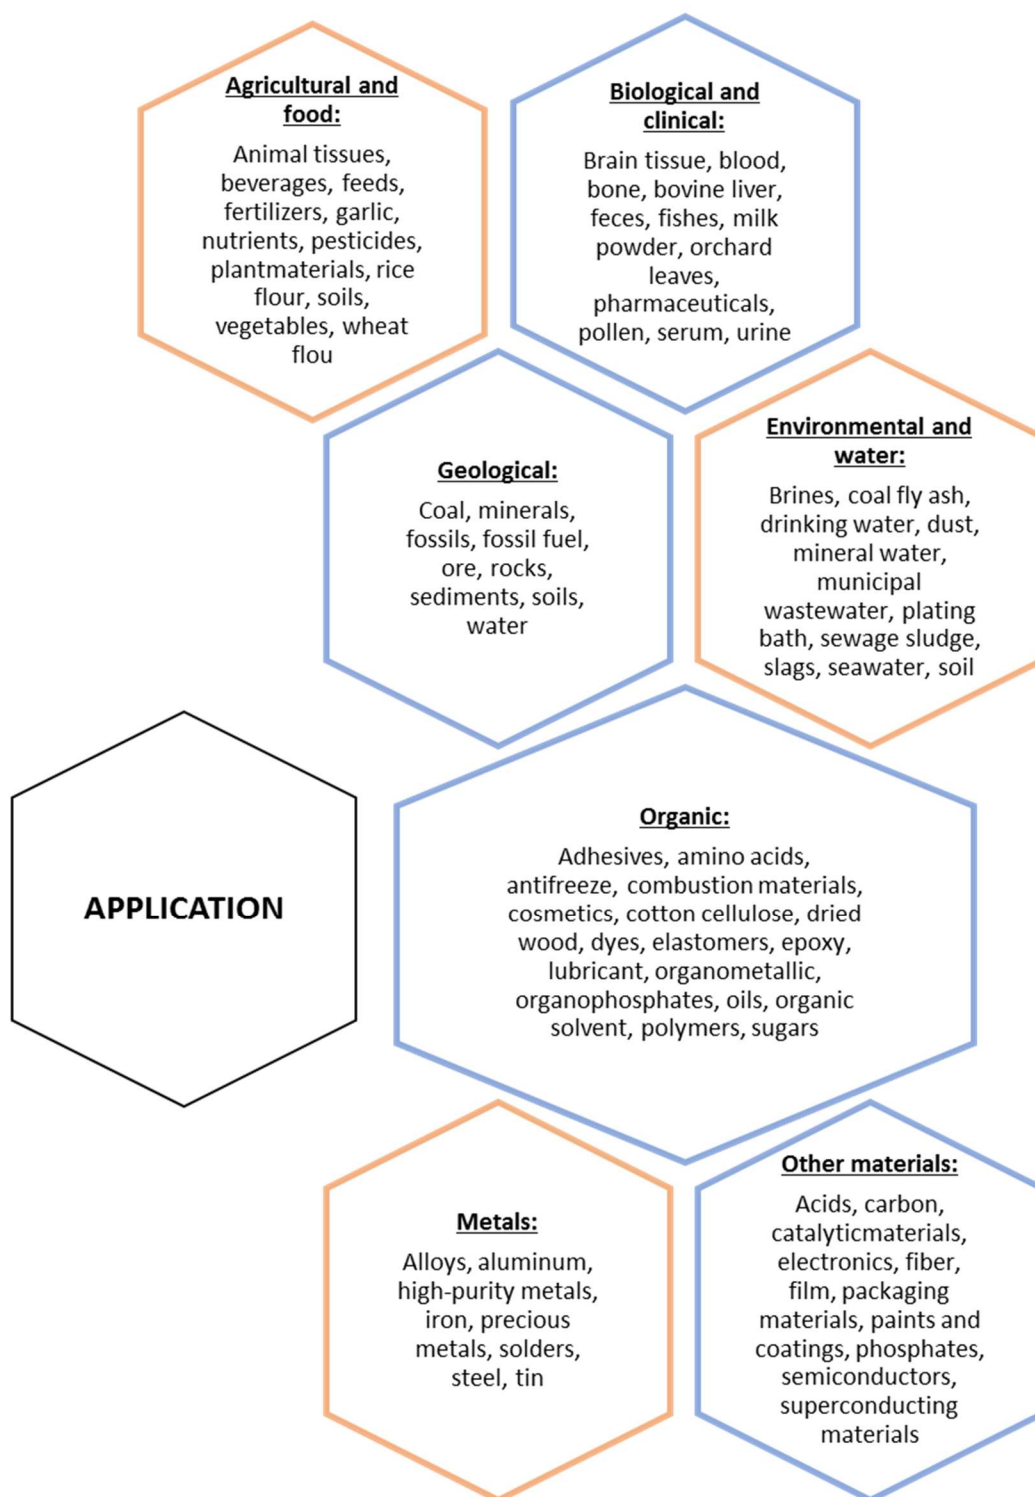 Agricultural and
food:
Animal tissues,
beverages, feeds,
fertilizers, garlic,
nutrients, pesticides,
plantmaterials, rice
flour, soils,
vegetables, wheat
flou
Biological and
clinical:
Brain tissue, blood,
bone, bovine liver,
feces, fishes, milk
powder, orchard
leaves,
pharmaceuticals,
pollen, serum, urine
Geological:
Coal, minerals,
fossils, fossil fuel,
ore, rocks,
sediments, soils,
water
Environmental and
water:
Brines, coal fly ash,
drinking water, dust,
mineral water,
municipal
wastewater, plating
bath, sewage sludge,
slags, seawater, soil
APPLICATION
Organic:
Adhesives, amino acids,
antifreeze, combustion materials,
cosmetics, cotton cellulose, dried
wood, dyes, elastomers, epoxy,
lubricant, organometallic,
organophosphates, oils, organic
solvent, polymers, sugars
Metals:
Alloys, aluminum,
high-purity metals,
iron, precious
metals, solders,
steel, tin
Other materials:
Acids, carbon,
catalyticmaterials,
electronics, fiber,
film, packaging
materials, paints and
coatings, phosphates,
semiconductors,
superconducting
materials